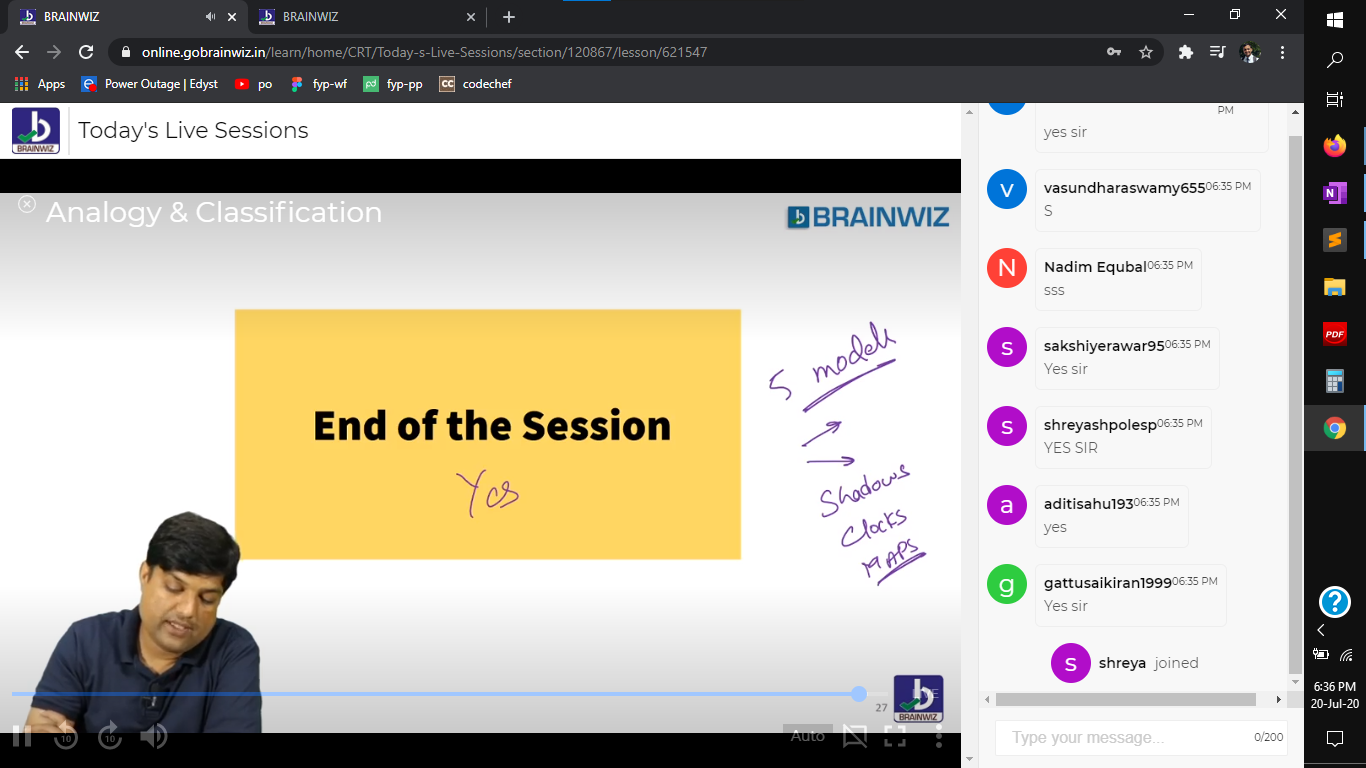 BRAINWIZ
BRAINWIZ
online.gobrainwiz.in/learn/home/CRT/Today-s-Live-Sessions/section/120867/lesson/621547
Apps
Power Outage | Edyst
po
fyp-wf
fyp-pp
codechef
BRAINWIZ
Today's Live Sessions
Analogy & Classification
BRAINWIZ
End of the Session
Yes
5 models
Shadows
Clocks
MAPS
27
LIVE
BRAINWIZ
10
10
Auto
PM
yes sir
vasundharaswamy655 06:35 PM
S
Nadim Equbal 06:35 PM
sss
sakshiyerawar95 06:35 PM
Yes sir
shreyashpolesp 06:35 PM
YES SIR
aditisahu193 06:35 PM
yes
gattusaikiran1999 06:35 PM
Yes sir
shreya joined
Type your message... 0/200
PDF
6:36 PM
20-Jul-20